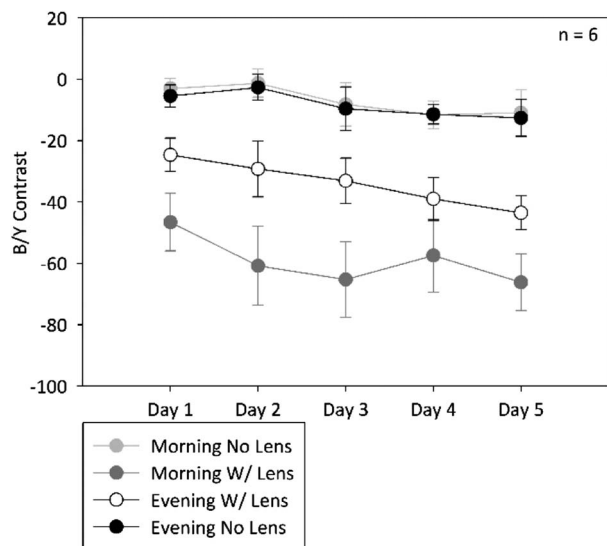 20
n = 6
0
-20
-40
-60
-80
-100
B/Y Contrast
Day 1 Day 2 Day 3 Day 4 Day 5
Morning No Lens
Morning W/ Lens
Evening W/ Lens
Evening No Lens